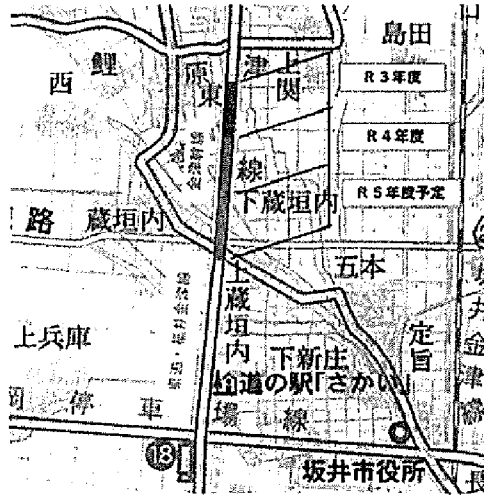 島田
鯉
西
東
津
上関
R3年度
R4年度
線
下蔵垣内
R5年度予定
路
蔵垣内
五本
上蔵垣内
上兵庫
定旨
下新庄
道の駅「さかい」
停車
場線
18
坂井市役所
長